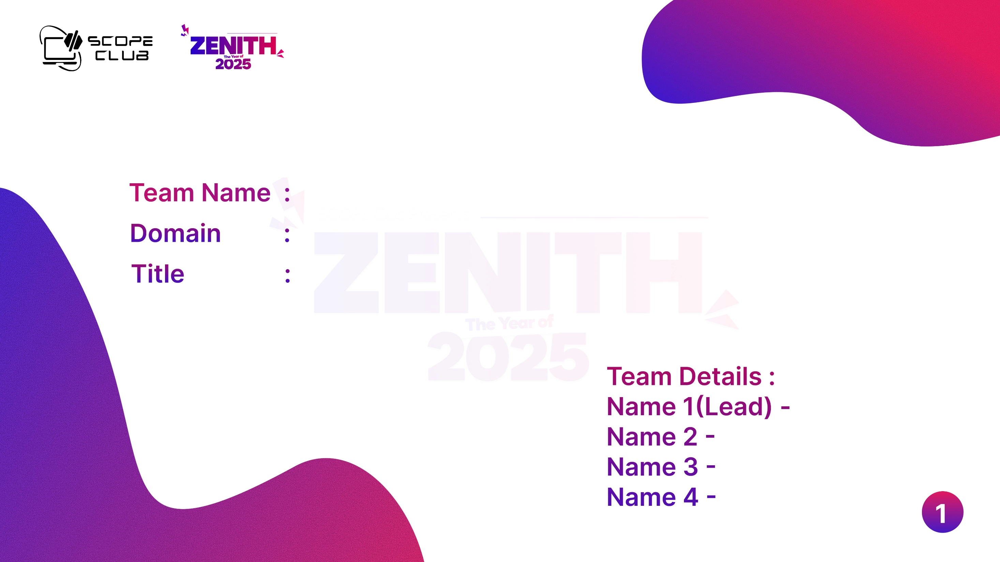 SCOPE
CLUB
ZENITH
The Year of
2025
Team Name :
Domain :
Title :
ZENITH
The Year of
2025
Team Details :
Name 1(Lead) -
Name 2 -
Name 3 -
Name 4 -
1